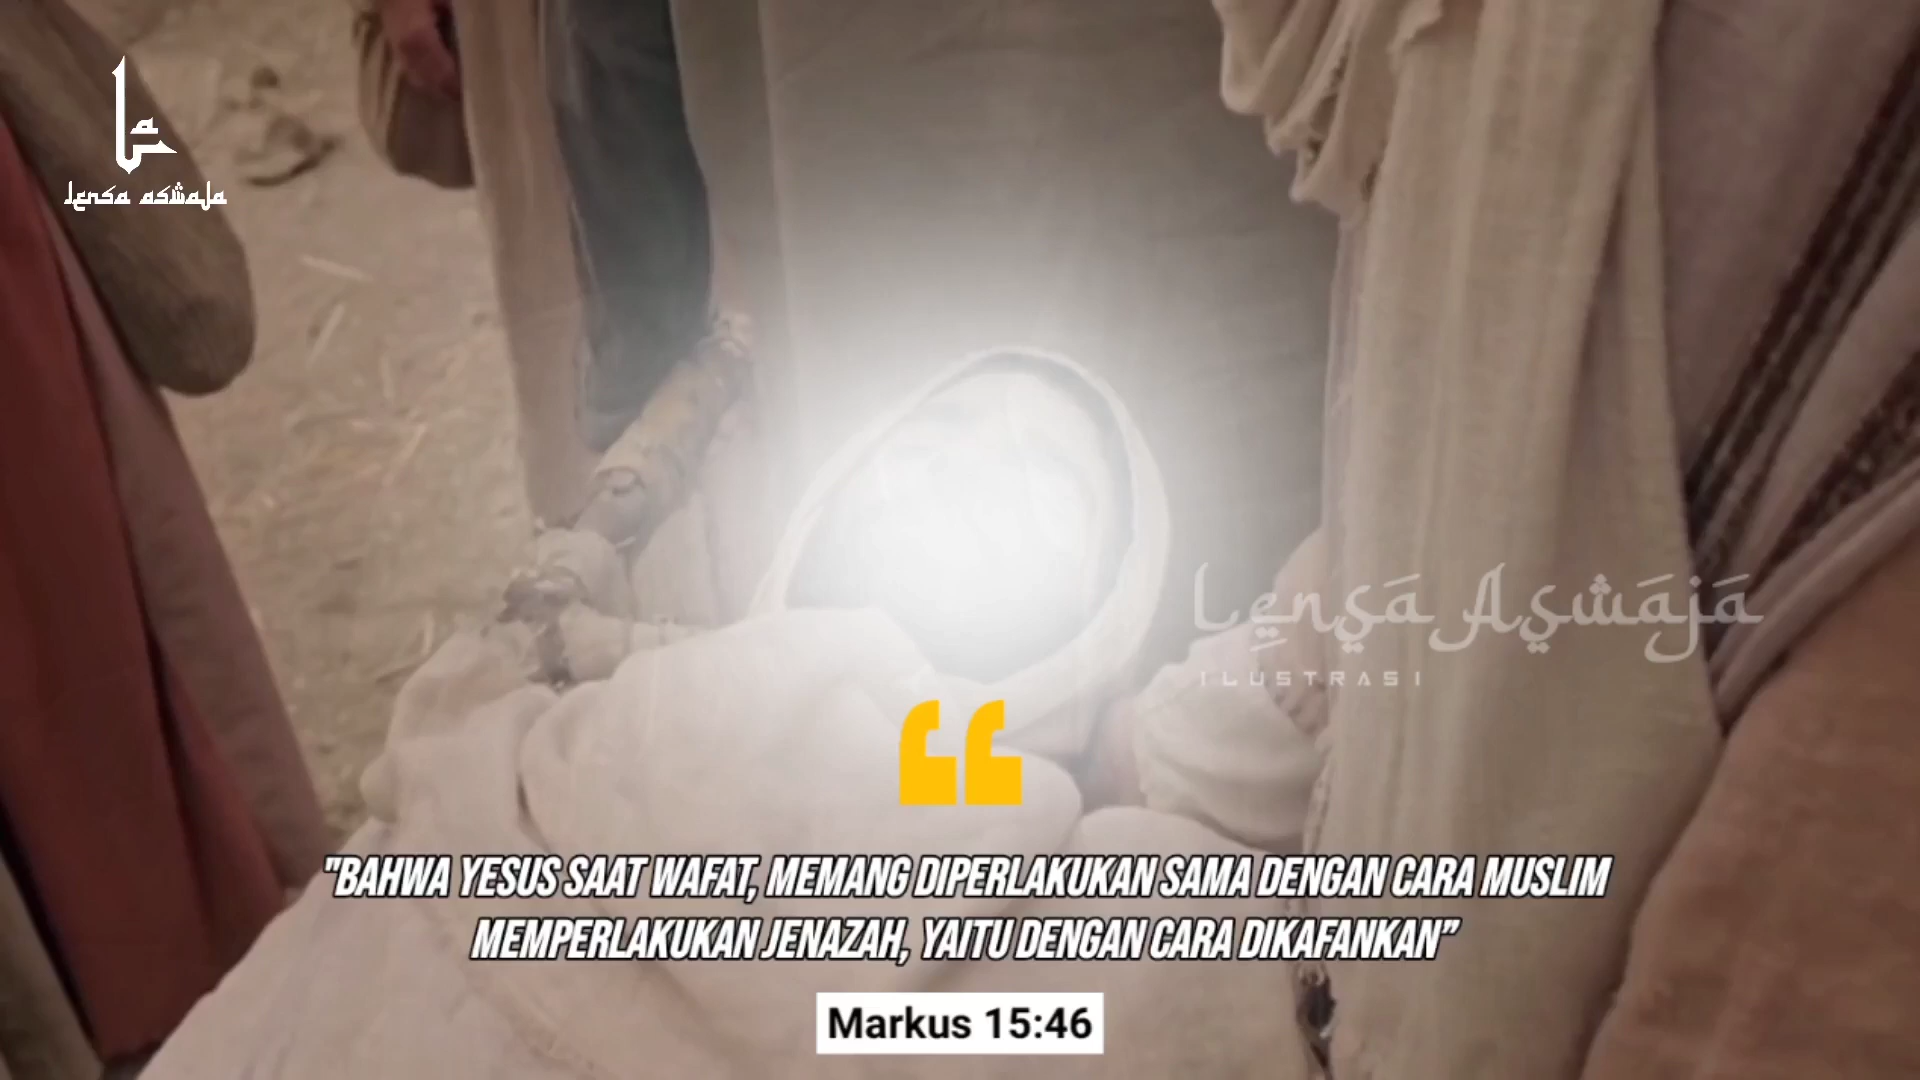 lensa aswaja
Lensa Aswaja
ILUSTRASI
"BAHWA YESUS SAAT WAFAT, MEMANG DIPERLAKUKAN SAMA DENGAN CARA MUSLIM
MEMPERLAKUKAN JENAZAH, YAITU DENGAN CARA DIKAFANKAN”
Markus 15:46